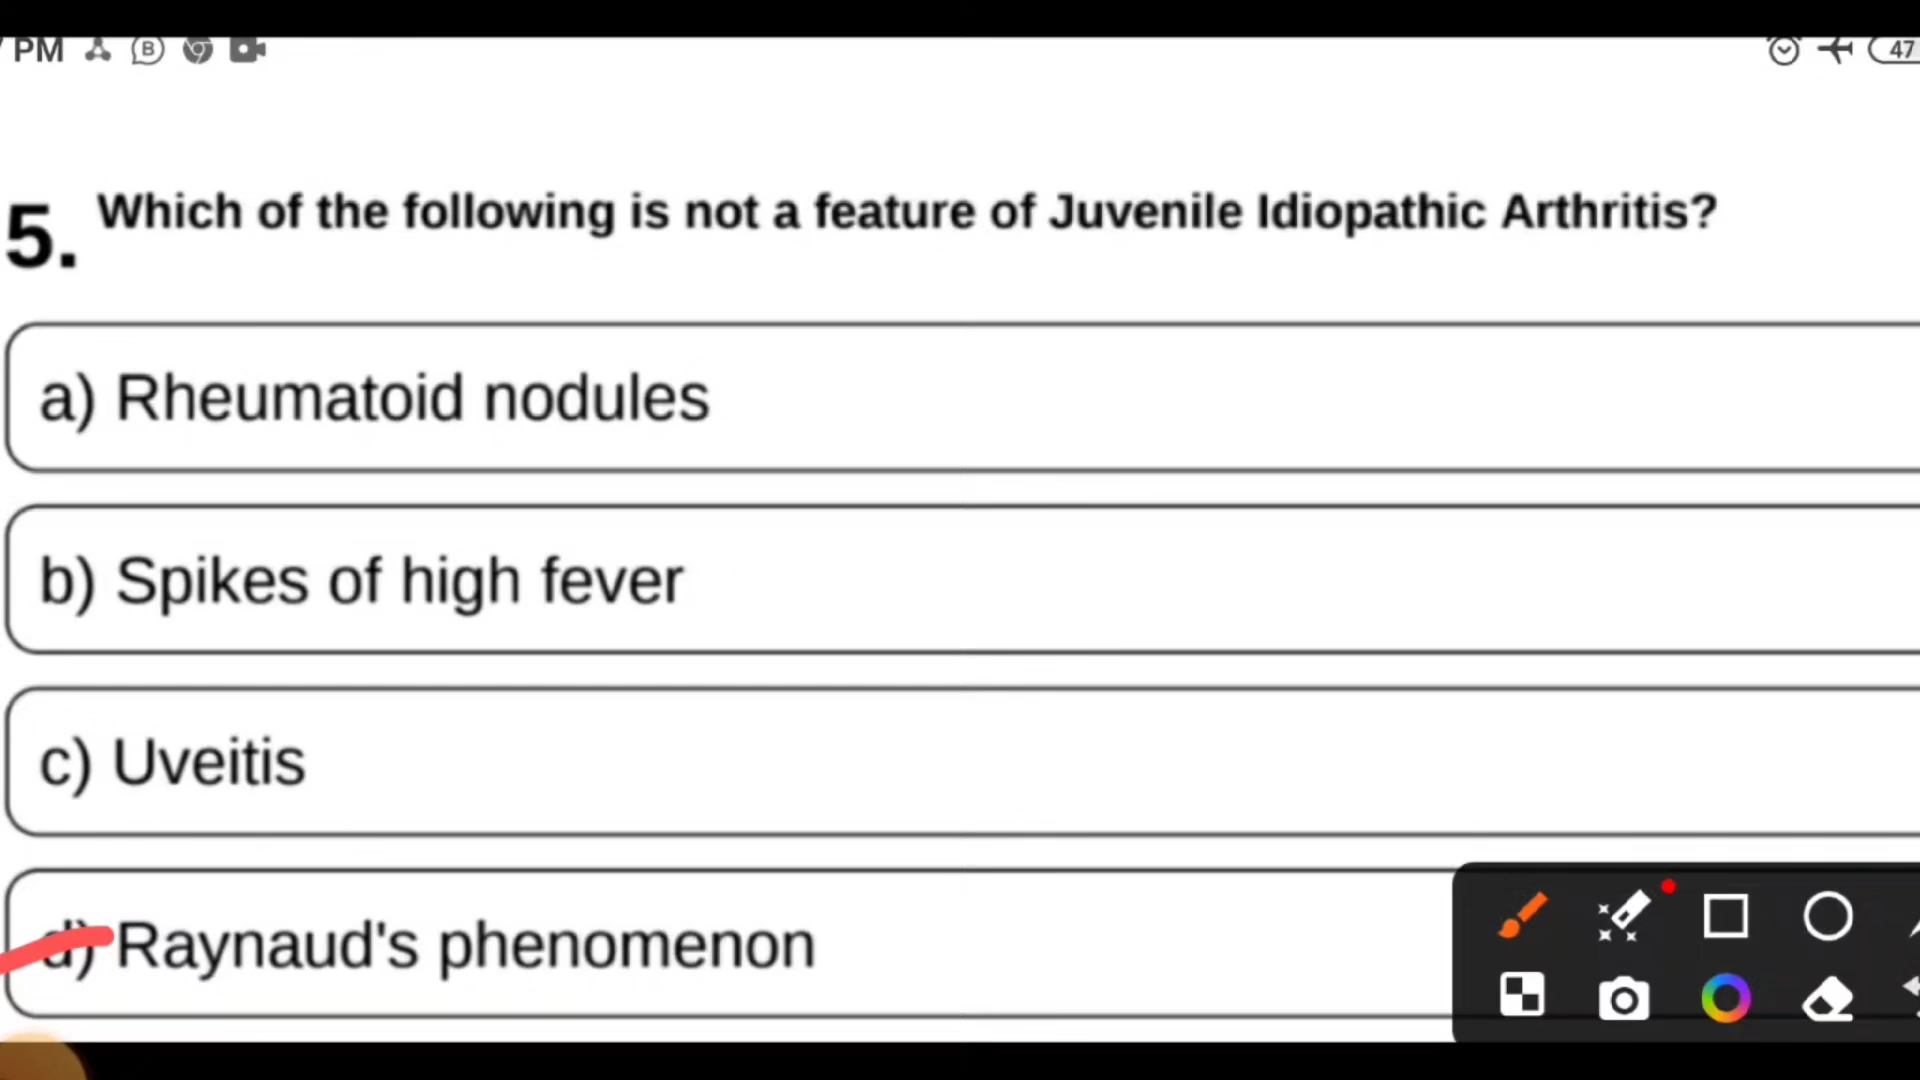 PM B 47
5. Which of the following is not a feature of Juvenile Idiopathic Arthritis?
a) Rheumatoid nodules
b) Spikes of high fever
c) Uveitis
d) Raynaud's phenomenon